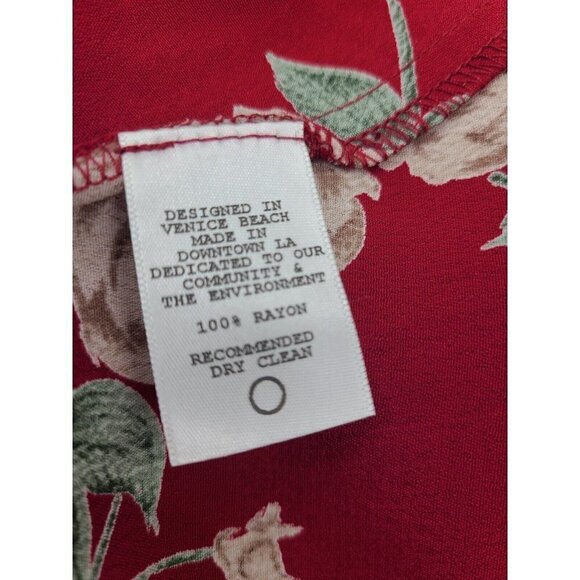 DESIGNED IN
VENICE BEACH
MADE IN
DOWNTOWN LA
DEDICATED TO OUR
COMMUNITY &
THE ENVIRONMENT
100% RAYON
RECOMMENDED
DRY CLEAN